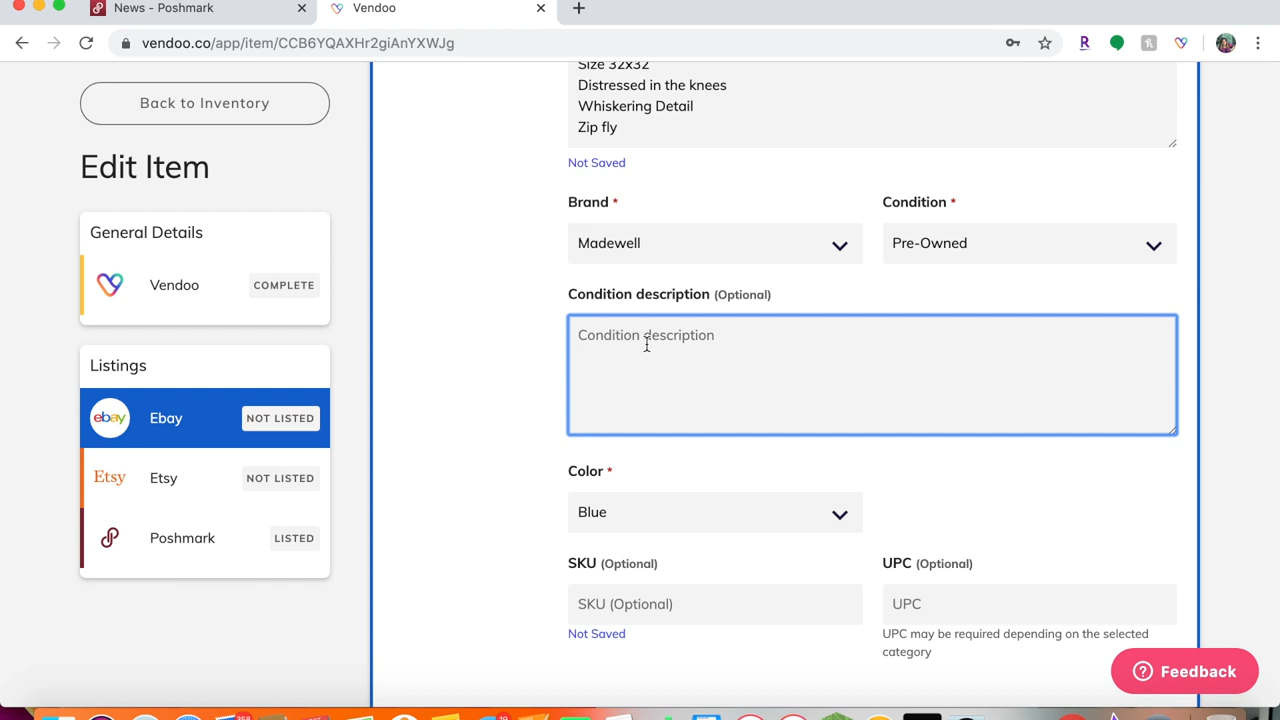 News - Poshmark
Vendoo
vendoo.co/app/item/CCB6YQAXHr2giAnYXWJg
Back to Inventory
Edit Item
General Details
Vendoo
COMPLETE
Listings
ebay
Ebay
NOT LISTED
Etsy
Etsy
NOT LISTED
Poshmark
LISTED
Size 32x32
Distressed in the knees
Whiskering Detail
Zip fly
Not Saved
Brand *
Condition *
Madewell
Pre-Owned
Condition description (Optional)
Condition description
Color *
Blue
SKU (Optional)
UPC (Optional)
SKU (Optional)
UPC
Not Saved
UPC may be required depending on the selected
category
Feedback